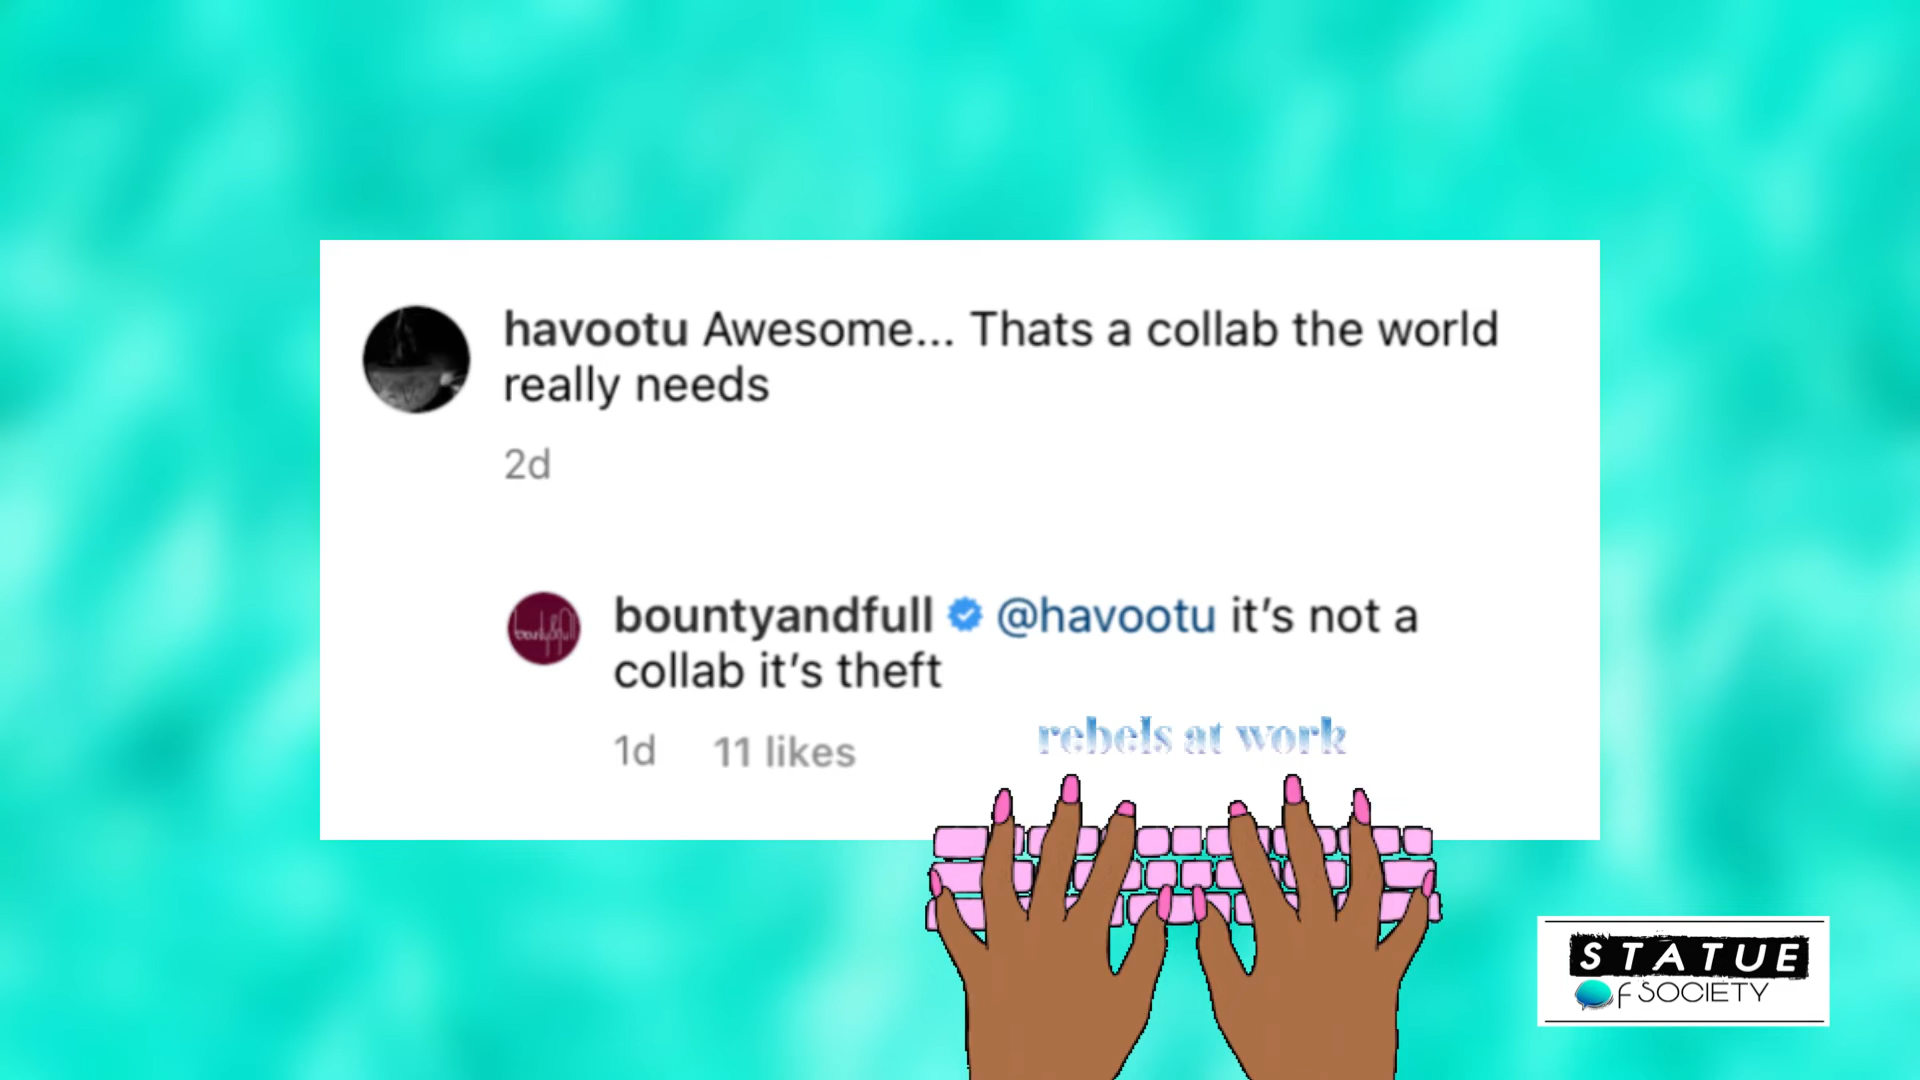 havootu Awesome... Thats a collab the world
really needs
2d
bountyandfull @havootu it’s not a
collab it’s theft
1d 11 likes
rebels at work
STATUE
OF SOCIETY